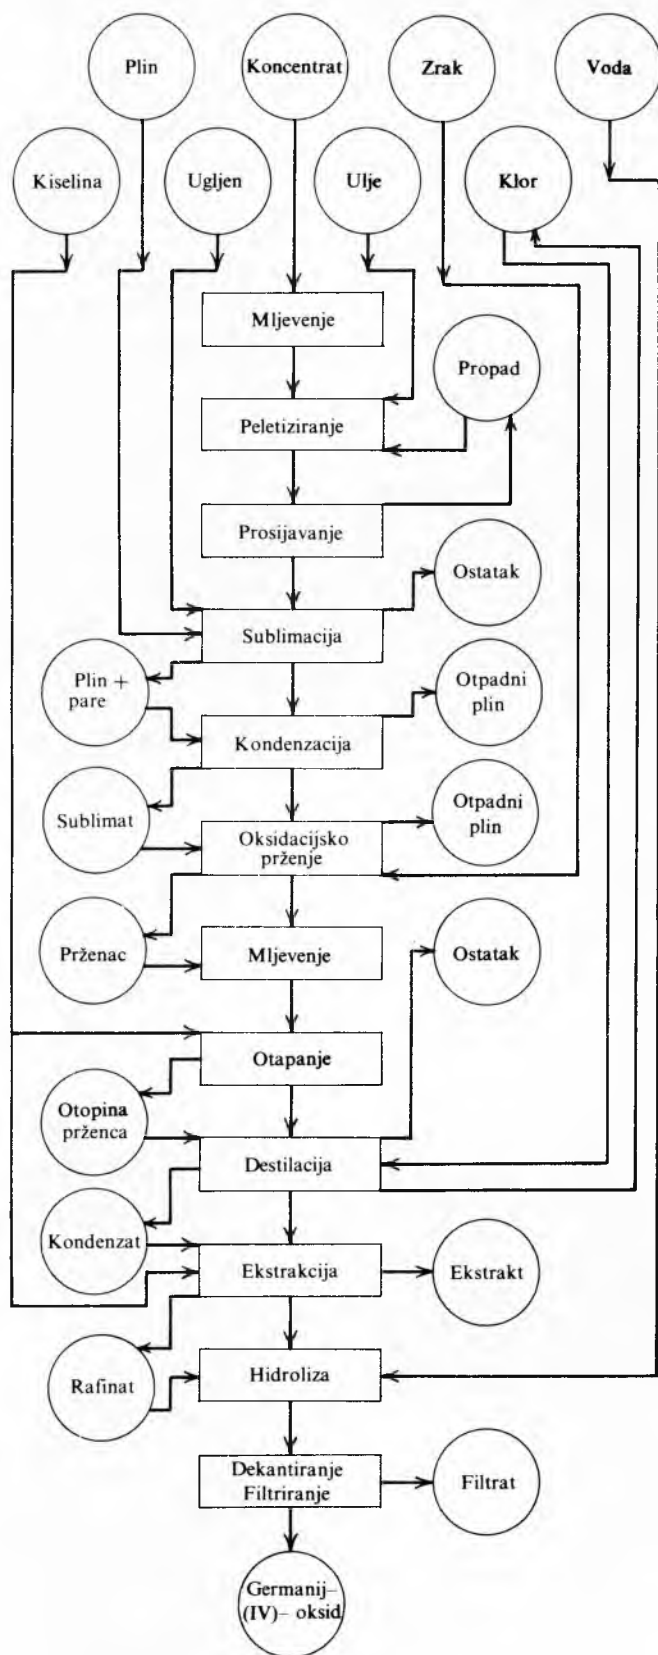 Plin
Koncentrat
Zrak
Voda
Kiselina
Ugljen
Ulje
Klor
Mljevenje
Propad
Peletiziranje
Prosijavanje
Ostatak
Sublimacija
Plin +
pare
Otpadni
plin
Kondenzacija
Sublimat
Otpadni
plin
Oksidacijsko
prženje
Prženac
Mljevenje
Ostatak
Otapanje
Otopina
prženca
Destilacija
Kondenzat
Ekstrakcija
Ekstrakt
Rafinat
Hidroliza
Dekantiranje
Filtriranje
Filtrat
Germanij–
(IV)– oksid